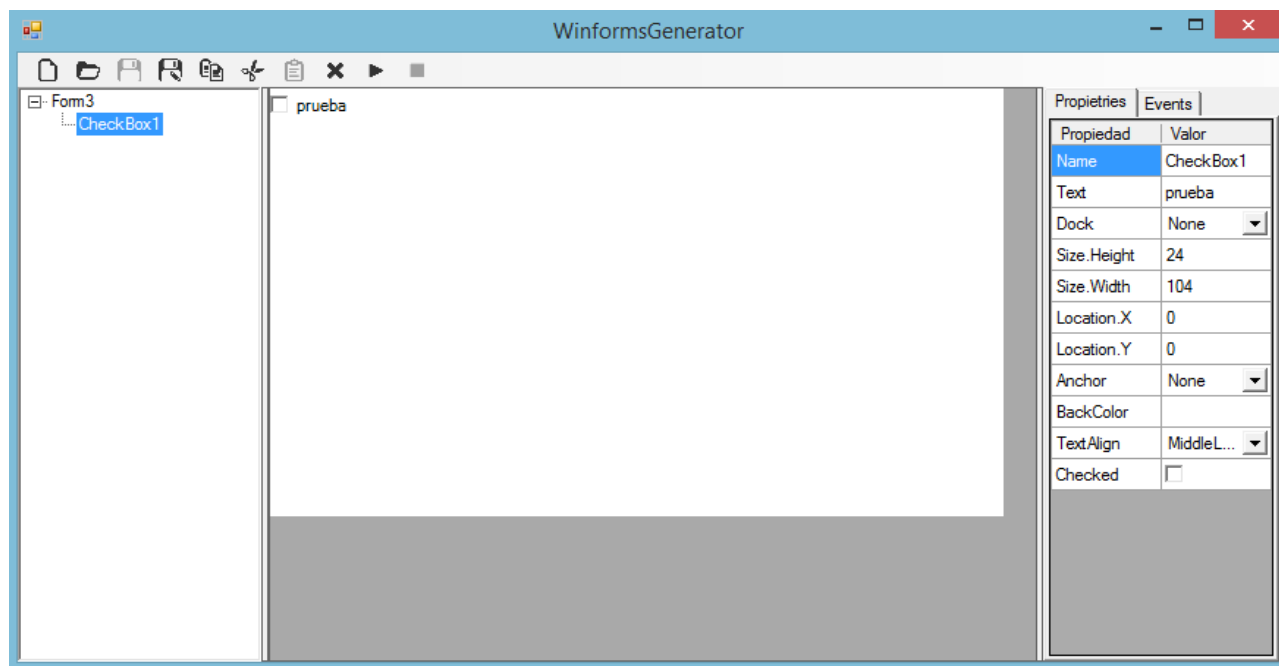 WinformsGenerator
Form3
CheckBox1
prueba
Propietries Events
Propiedad Valor
Name CheckBox1
Text prueba
Dock None
Size.Height 24
Size.Width 104
Location.X 0
Location.Y 0
Anchor None
BackColor
TextAlign MiddleL...
Checked